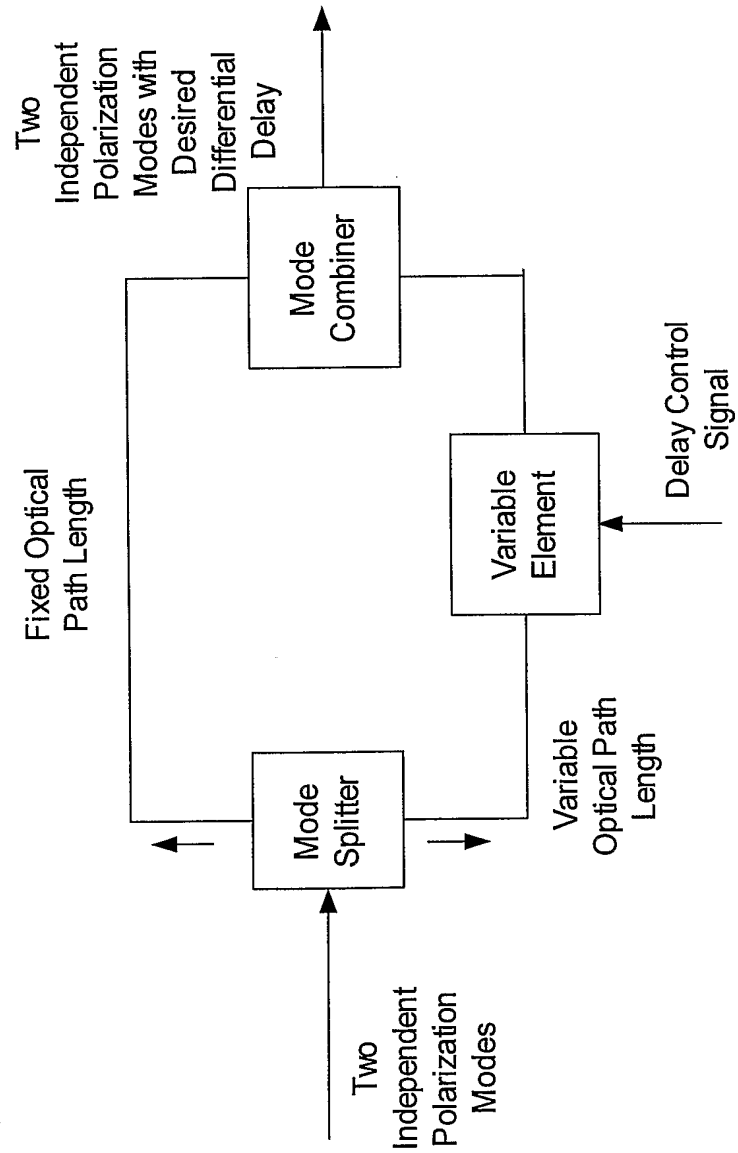 Two
Independent
Polarization
Modes
Mode
Splitter
Fixed Optical
Path Length
Variable
Optical Path
Length
Variable
Element
Delay Control
Signal
Mode
Combiner
Two
Independent
Polarization
Modes with
Desired
Differential
Delay